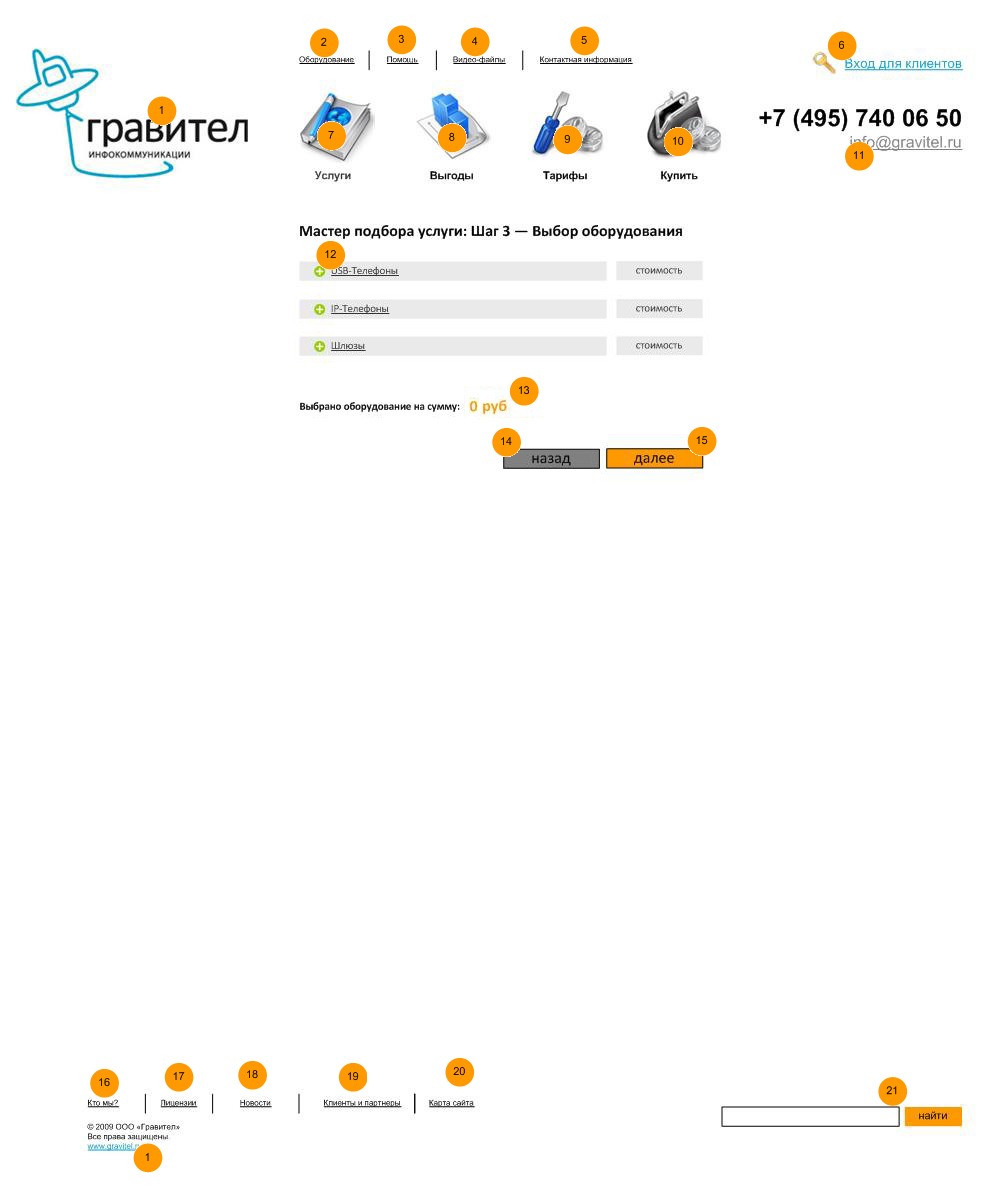 2
3
4
5
6
Оборудование
Помощь
Видео-файлы
Контактная информация
Вход для клиентов
1
гравител
ИНФОКОММУНИКАЦИИ
7
8
9
10
+7 (495) 740 06 50
info@gravitel.ru
11
Услуги
Выгоды
Тарифы
Купить
Мастер подбора услуги: Шаг 3 — Выбор оборудования
12
USB-Телефоны
стоимость
IP-Телефоны
стоимость
Шлюзы
стоимость
13
Выбрано оборудование на сумму: 0 руб
14
15
назад
далее
16
17
18
19
20
21
Кто мы?
Лицензии
Новости
Клиенты и партнеры
Карта сайта
найти
© 2009 ООО «Гравител»
Все права защищены.
www.gravitel.ru
1